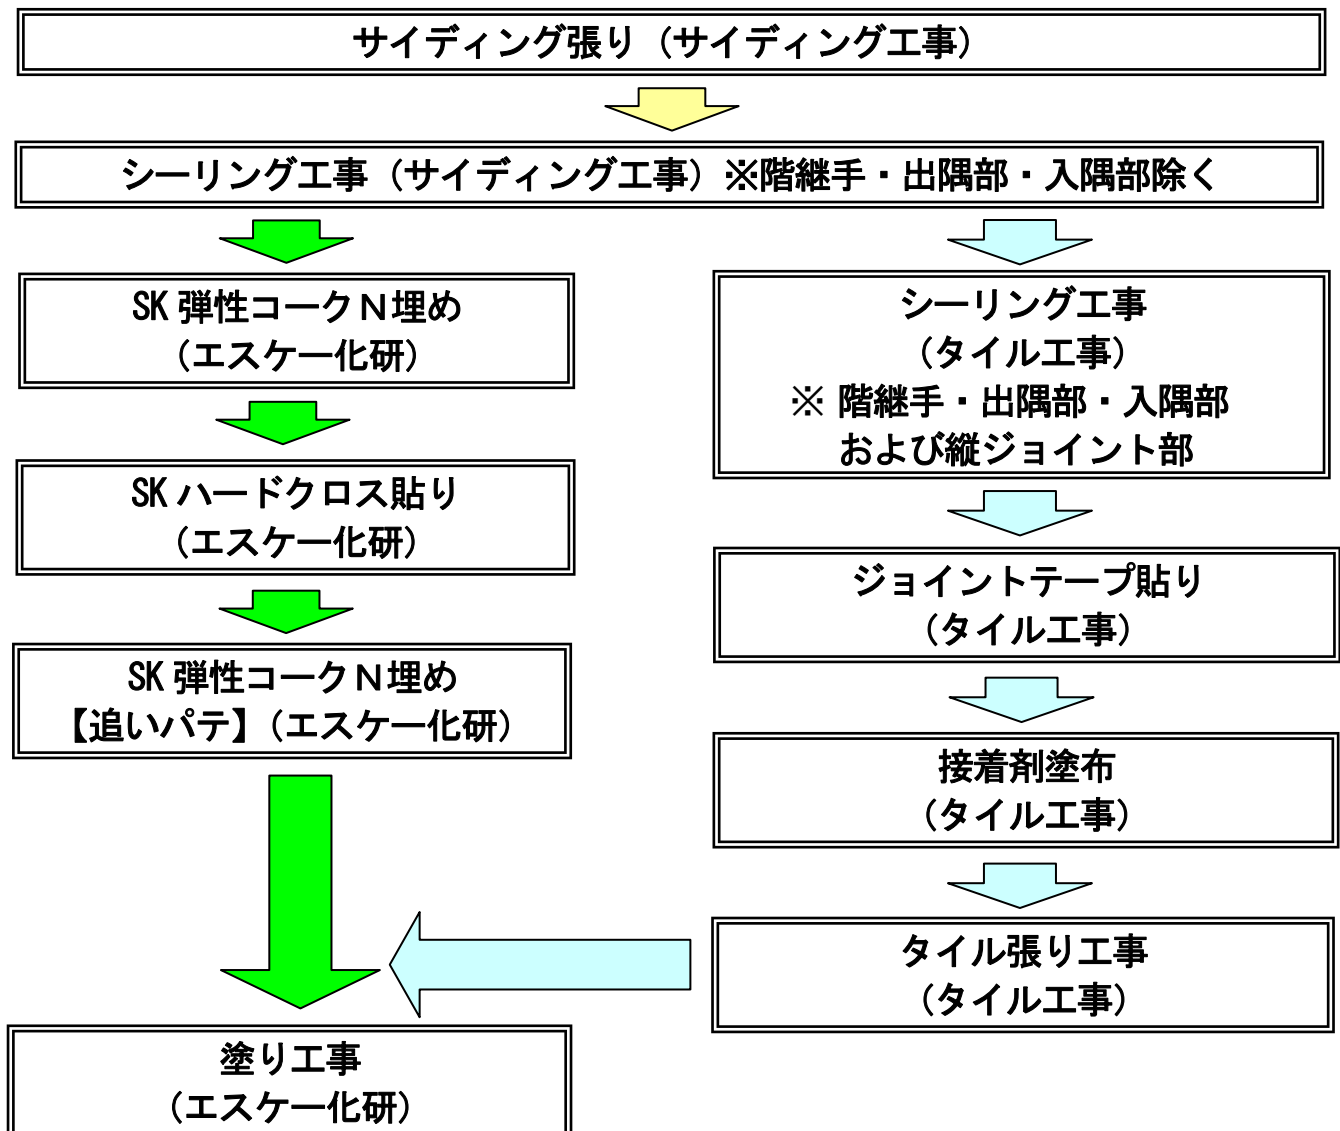 サイディング張り（サイディング工事）
シーリング工事（サイディング工事）※階継手・出隅部・入隅部除く
SK 弾性コークＮ埋め
（エスケー化研）
SK ハードクロス貼り
（エスケー化研）
SK 弾性コークＮ埋め
【追いパテ】（エスケー化研）
シーリング工事
（タイル工事）
※ 階継手・出隅部・入隅部
および縦ジョイント部
ジョイントテープ貼り
（タイル工事）
接着剤塗布
（タイル工事）
タイル張り工事
（タイル工事）
塗り工事
（エスケー化研）